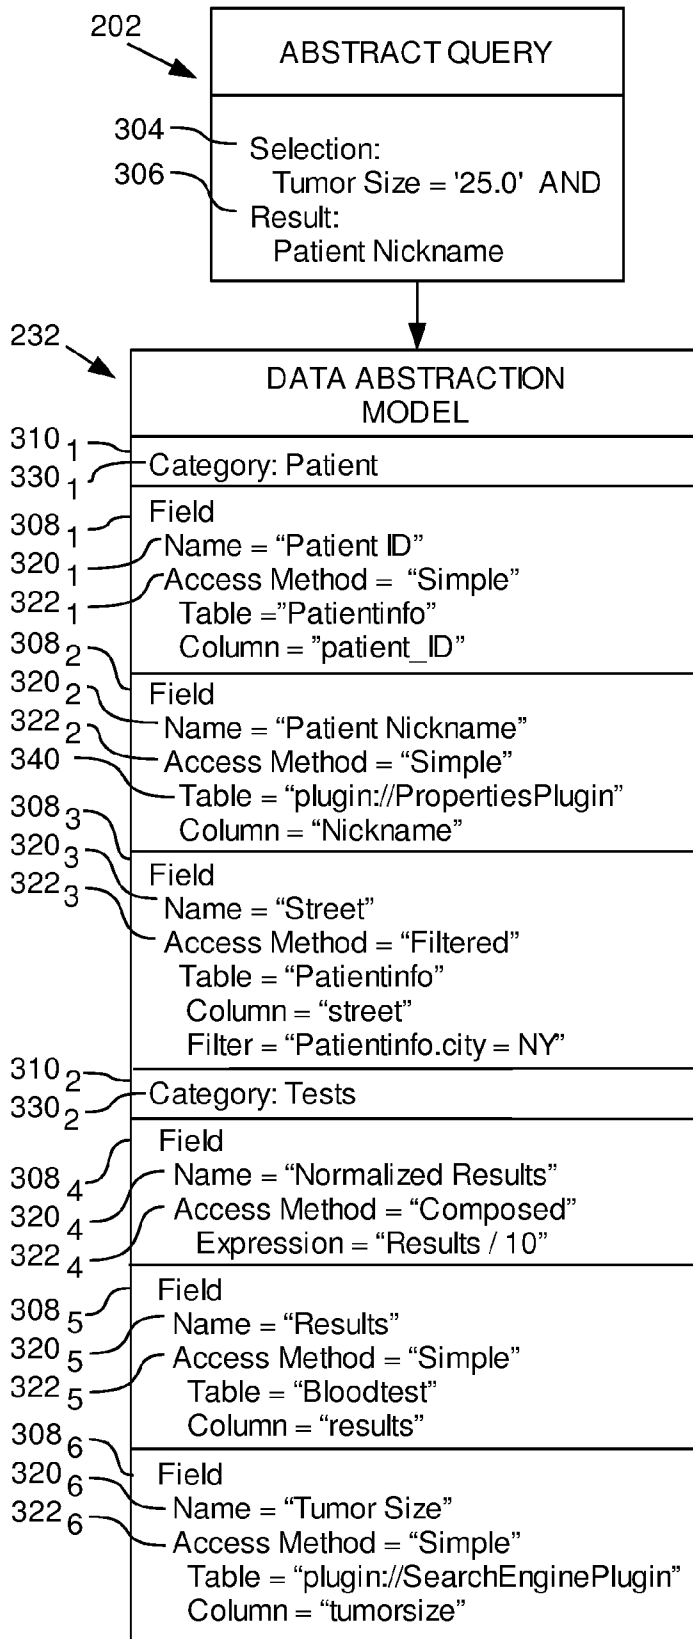 202
ABSTRACT QUERY
304
Selection:
306
Tumor Size = '25.0' AND
Result:
Patient Nickname
232
DATA ABSTRACTION
MODEL
310 1
330 1
Category: Patient
308 1
Field
320 1
Name = “Patient ID”
322 1
Access Method = “Simple”
Table =”Patientinfo”
Column = ”patient_ID”
308 2
320 2
Field
322 2
Name = “Patient Nickname”
340
Access Method = “Simple”
Table = “plugin://PropertiesPlugin”
308 3
Column = “Nickname”
320 3
Field
322 3
Name = “Street”
Access Method = “Filtered”
Table = “Patientinfo”
Column = “street”
Filter = “Patientinfo.city = NY”
310 2
330 2
Category: Tests
308 4
Field
320 4
Name = “Normalized Results”
322 4
Access Method = “Composed”
Expression = “Results / 10”
308 5
Field
320 5
Name = “Results”
322 5
Access Method = “Simple”
Table = “Bloodtest”
308 6
Column = “results”
320 6
Field
322 6
Name = “Tumor Size”
Access Method = “Simple”
Table = “plugin://SearchEnginePlugin”
Column = “tumorsize”